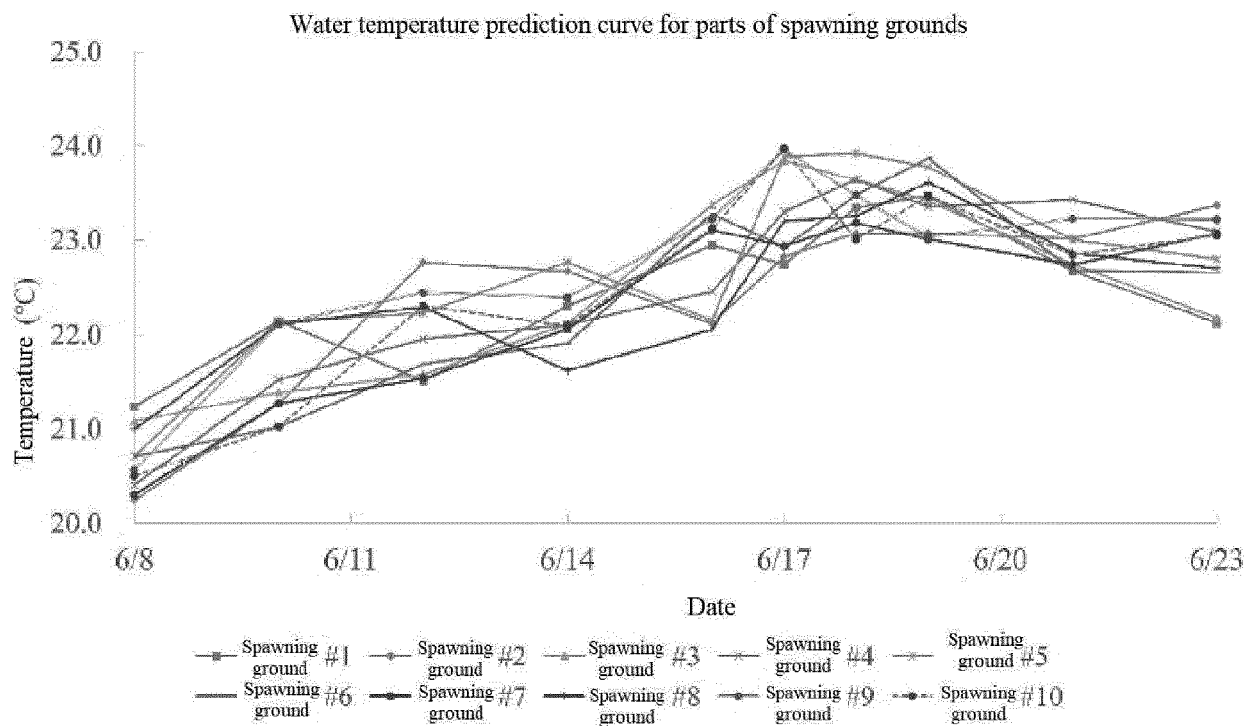 Water temperature prediction curve for parts of spawning grounds
25.0
24.0
23.0
22.0
21.0
20.0
Temperature (°C)
6/8 6/11 6/14 6/17 6/20 6/23
Date
Spawning ground #1 Spawning ground #2 Spawning ground #3 Spawning ground #4 Spawning ground #5
Spawning ground #6 Spawning ground #7 Spawning ground #8 Spawning ground #9 Spawning ground #10